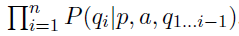 ∏_{i=1}^{n} P(q_i|p, a, q_{1...i−1})